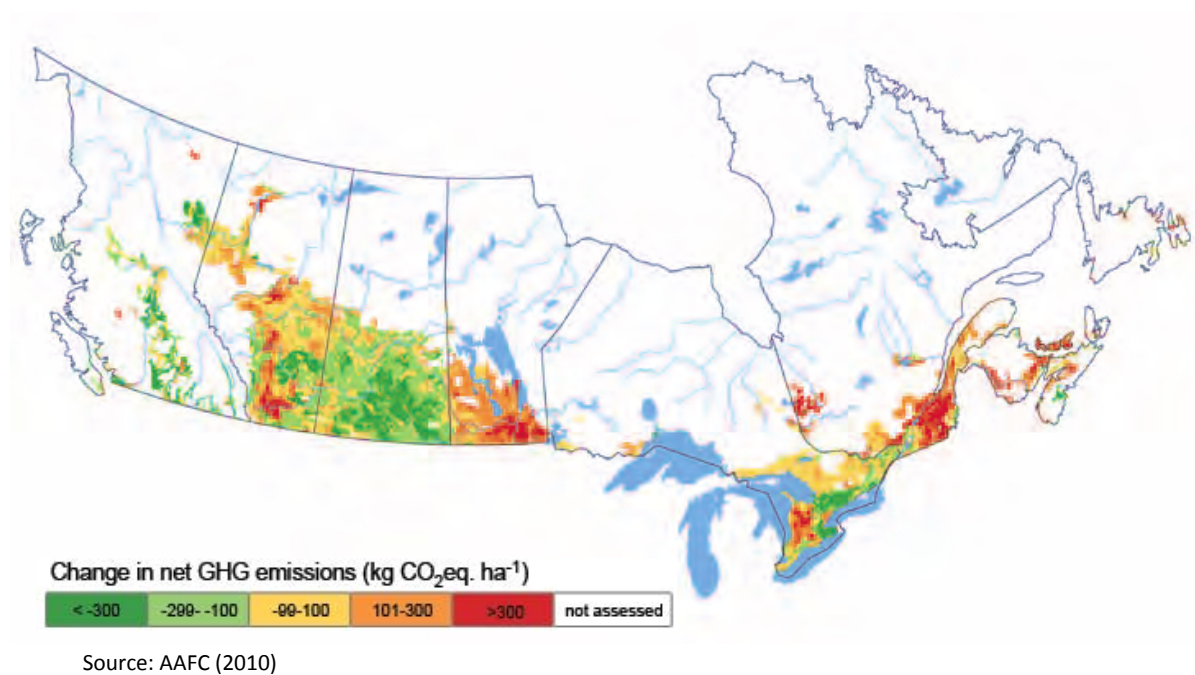 Change in net GHG emissions (kg CO₂eq. ha⁻¹)
< -300 -299- -100 -99-100 101-300 >300 not assessed
Source: AAFC (2010)